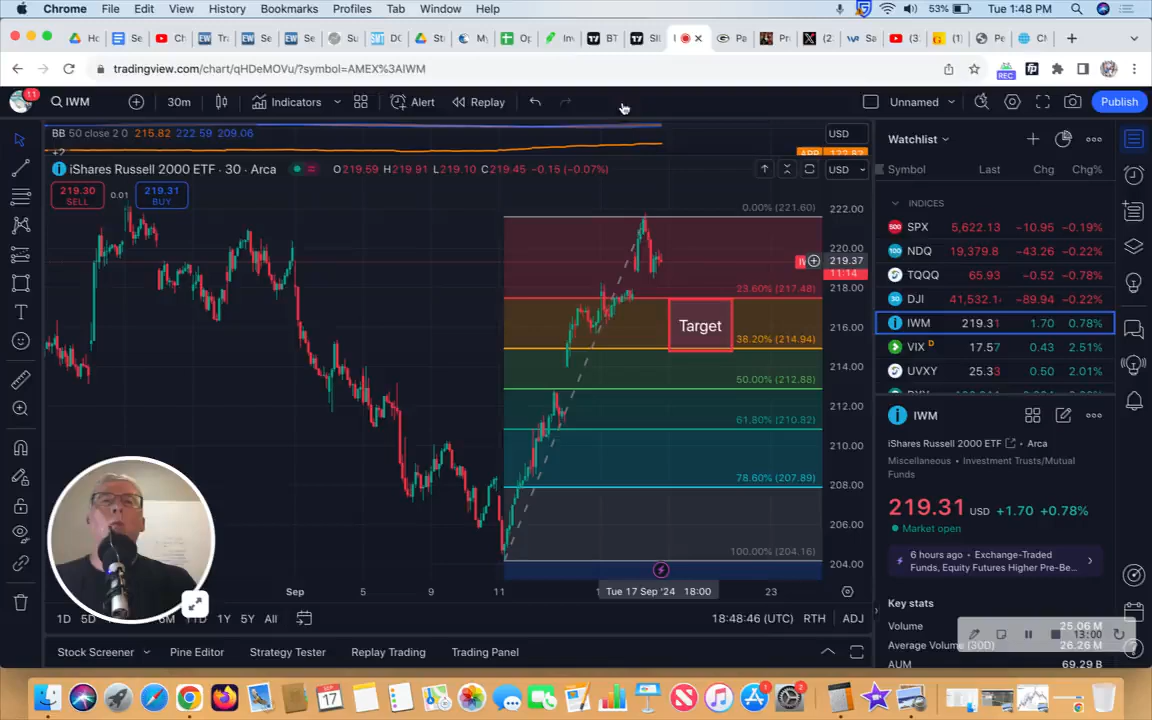 Chrome File Edit View History Bookmarks Profiles Tab Window Help 53% Tue 1:48 PM
tradingview.com/chart/qHDeMOVu/?symbol=AMEX%3AIWM REC
11 IWM 30m Indicators Alert Replay Unnamed Publish
BB 50 close 2 0 215.82 222.59 209.06
USD
Watchlist
iShares Russell 2000 ETF · 30 · Arca O219.59 H219.91 L219.10 C219.45 −0.15 (−0.07%)
USD
Symbol Last Chg Chg%
219.30 SELL 0.01 219.31 BUY
INDICES
0.00% (221.60)
222.00
SPX 5,622.13 −10.95 −0.19%
220.00
NDQ 19,379.8 −43.26 −0.22%
219.37
11:14
TQQQ 65.93 −0.52 −0.78%
23.60% (217.48)
218.00
DJI 41,532.1 −89.94 −0.22%
Target
216.00
IWM 219.31 1.70 0.78%
38.20% (214.94)
214.00
VIX D 17.57 0.43 2.51%
50.00% (212.88)
UVXY 25.33 0.50 2.01%
212.00
61.80% (210.82)
210.00
IWM
iShares Russell 2000 ETF · Arca
Miscellaneous • Investment Trusts/Mutual
Funds
78.60% (207.89)
208.00
219.31 USD +1.70 +0.78%
206.00
Market open
100.00% (204.16)
204.00
6 hours ago • Exchange-Traded
Funds, Equity Futures Higher Pre-Be...
Sep 5 9 11 Tue 17 Sep '24 18:00 23
Key stats
1D 5D 1Y 5Y All 18:48:46 (UTC) RTH ADJ
Volume 25.06 M
13:00
Average Volume (30D) 26.26 M
Stock Screener Pine Editor Strategy Tester Replay Trading Trading Panel
AUM 69.29 B
SEP 17